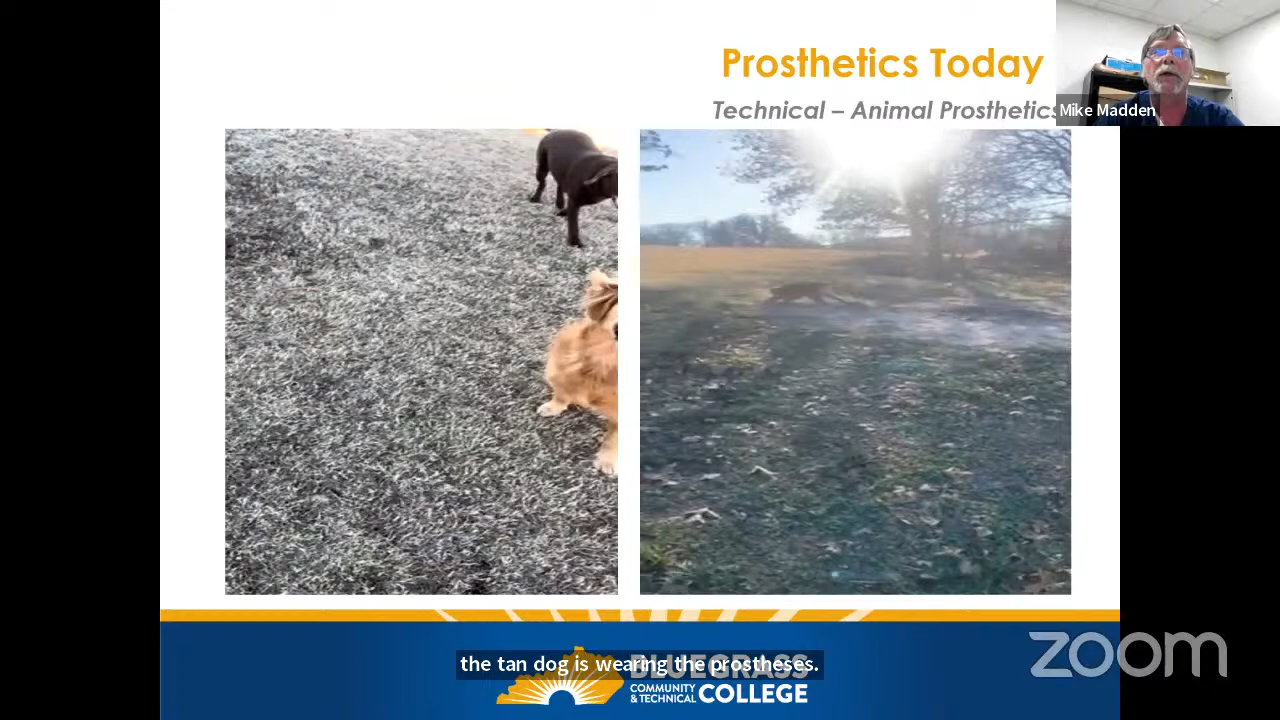 Prosthetics Today
Technical – Animal Prosthetics
Mike Madden
the tan dog is wearing the prostheses.
BLUEGRASS
COMMUNITY
& TECHNICAL COLLEGE
zoom